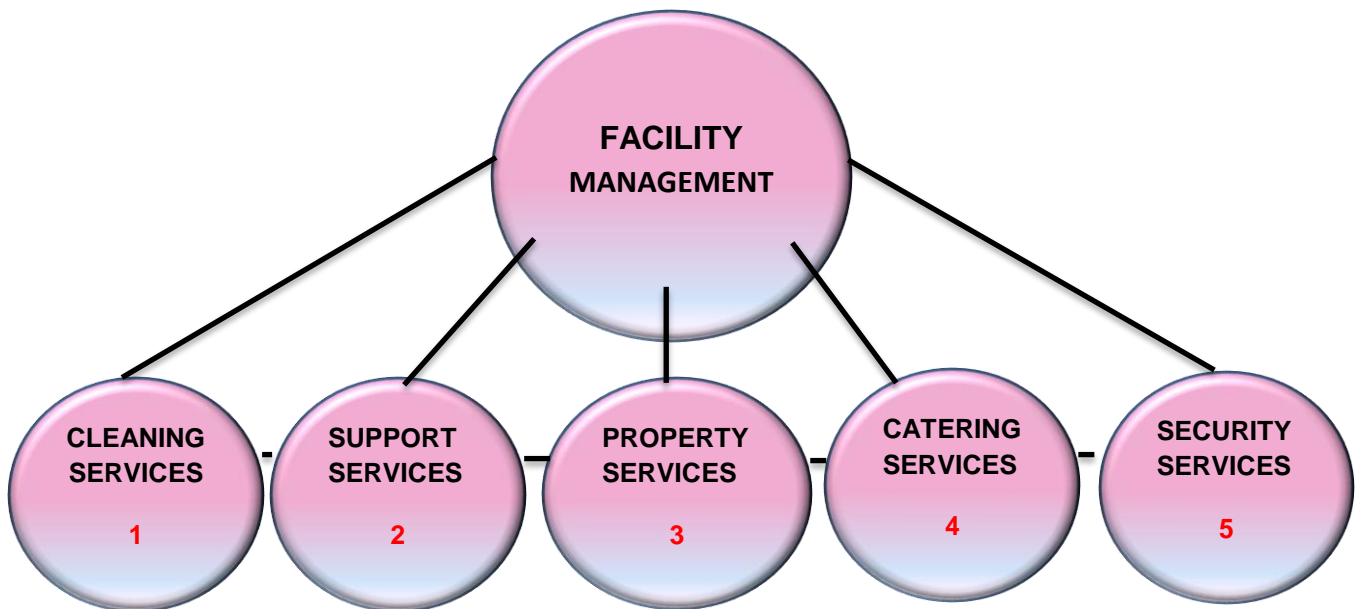 FACILITY
MANAGEMENT
CLEANING
SERVICES
1
SUPPORT
SERVICES
2
PROPERTY
SERVICES
3
CATERING
SERVICES
4
SECURITY
SERVICES
5